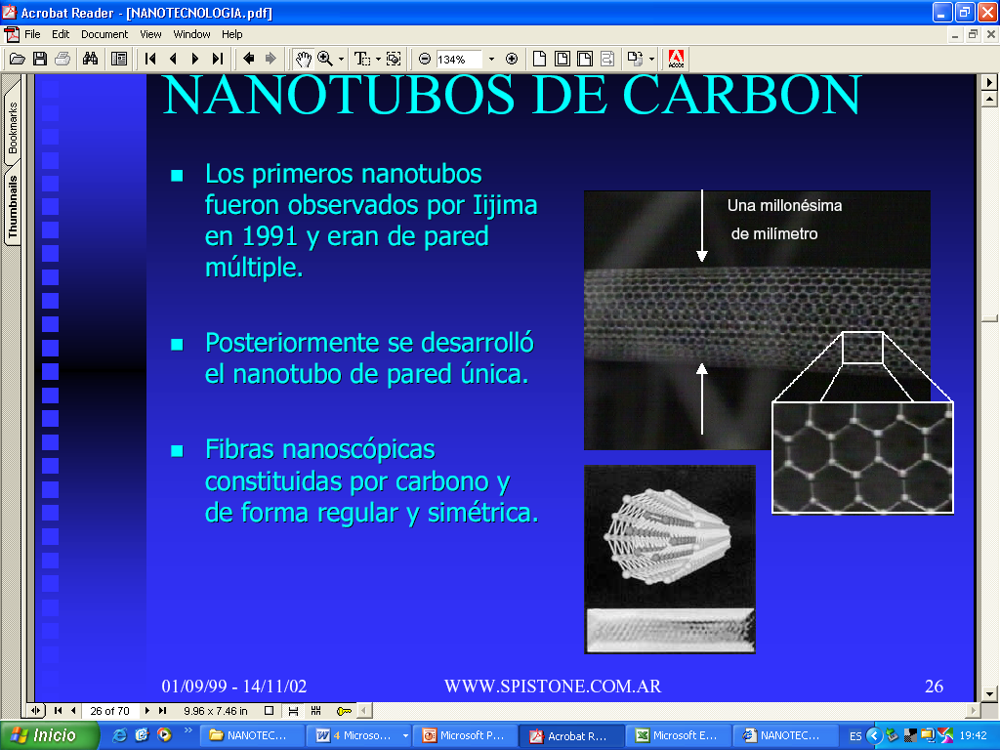 Acrobat Reader - [NANOTECNOLOGIA.pdf]
File Edit Document View Window Help
134%
Adobe
Bookmarks
Thumbnails
NANOTUBOS DE CARBON
Los primeros nanotubos
fueron observados por Iijima
en 1991 y eran de pared
múltiple.
Posteriormente se desarrolló
el nanotubo de pared única.
Fibras nanoscópicas
constituidas por carbono y
de forma regular y simétrica.
Una millonésima
de milímetro
01/09/99 - 14/11/02 WWW.SPISTONE.COM.AR 26
26 of 70 9.96 x 7.46 in
Inicio » NANOTEC... 4 Microso... Microsoft P... Acrobat R... Microsoft E... NANOTEC... ES 19:42